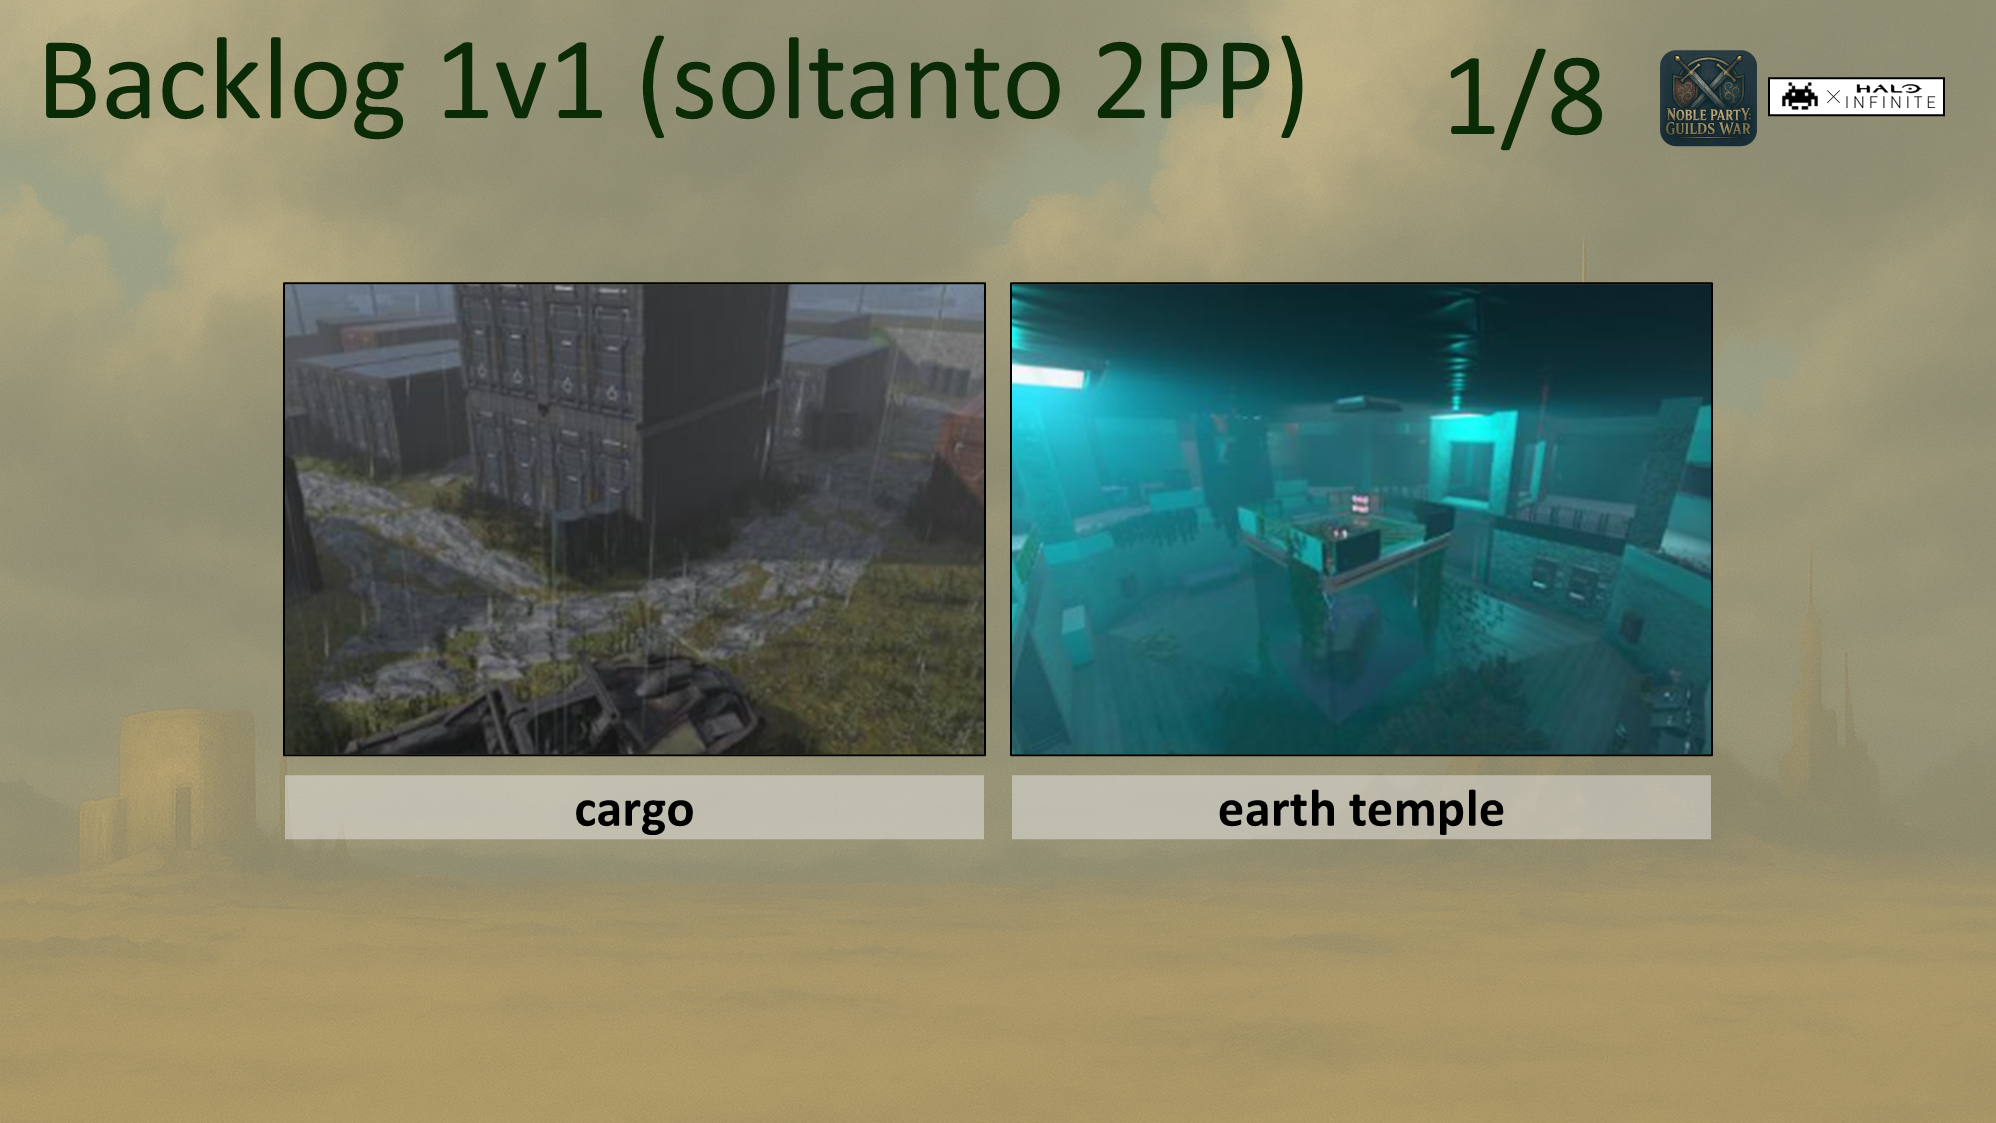 Backlog 1v1 (soltanto 2PP)
1/8
NOBLE PARTY:
GUILDS WAR
× HALO
INFINITE
cargo
earth temple